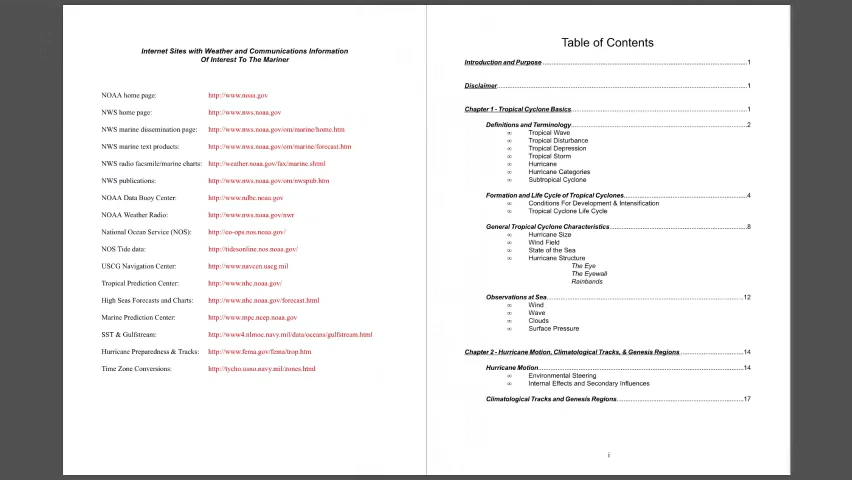 Internet Sites with Weather and Communications Information
Of Interest To The Mariner
NOAA home page: http://www.noaa.gov
NWS home page: http://www.nws.noaa.gov
NWS marine dissemination page: http://www.nws.noaa.gov/om/marine/home.htm
NWS marine text products: http://www.nws.noaa.gov/om/marine/forecast.htm
NWS radio facsmile/marine charts: http://weather.noaa.gov/fax/marine.shtml
NWS publications: http://www.nws.noaa.gov/om/nwspub.htm
NOAA Data Buoy Center: http://www.ndbc.noaa.gov
NOAA Weather Radio: http://www.nws.noaa.gov/nwr
National Ocean Service (NOS): http://co-ops.nos.noaa.gov/
NOS Tide data: http://tidesonline.nos.noaa.gov/
USCG Navigation Center: http://www.navcen.uscg.mil
Tropical Prediction Center: http://www.nhc.noaa.gov/
High Seas Forecasts and Charts: http://www.nhc.noaa.gov/forecast.html
Marine Prediction Center: http://www.mpc.ncep.noaa.gov
SST & Gulfstream: http://www4.nlmoc.navy.mil/data/oceans/gulfstream.html
Hurricane Preparedness & Tracks: http://www.fema.gov/fema/trop.htm
Time Zone Conversions: http://tycho.usno.navy.mil/zones.html
Table of Contents
Introduction and Purpose ...1
Disclaimer...1
Chapter 1 - Tropical Cyclone Basics...1
Definitions and Terminology...2
∞ Tropical Wave
∞ Tropical Disturbance
∞ Tropical Depression
∞ Tropical Storm
∞ Hurricane
∞ Hurricane Categories
∞ Subtropical Cyclone
Formation and Life Cycle of Tropical Cyclones...4
∞ Conditions For Development & Intensification
∞ Tropical Cyclone Life Cycle
General Tropical Cyclone Characteristics...8
∞ Hurricane Size
∞ Wind Field
∞ State of the Sea
∞ Hurricane Structure
The Eye
The Eyewall
Rainbands
Observations at Sea...12
∞ Wind
∞ Wave
∞ Clouds
∞ Surface Pressure
Chapter 2 - Hurricane Motion, Climatological Tracks, & Genesis Regions...14
Hurricane Motion...14
∞ Environmental Steering
∞ Internal Effects and Secondary Influences
Climatological Tracks and Genesis Regions...17
i